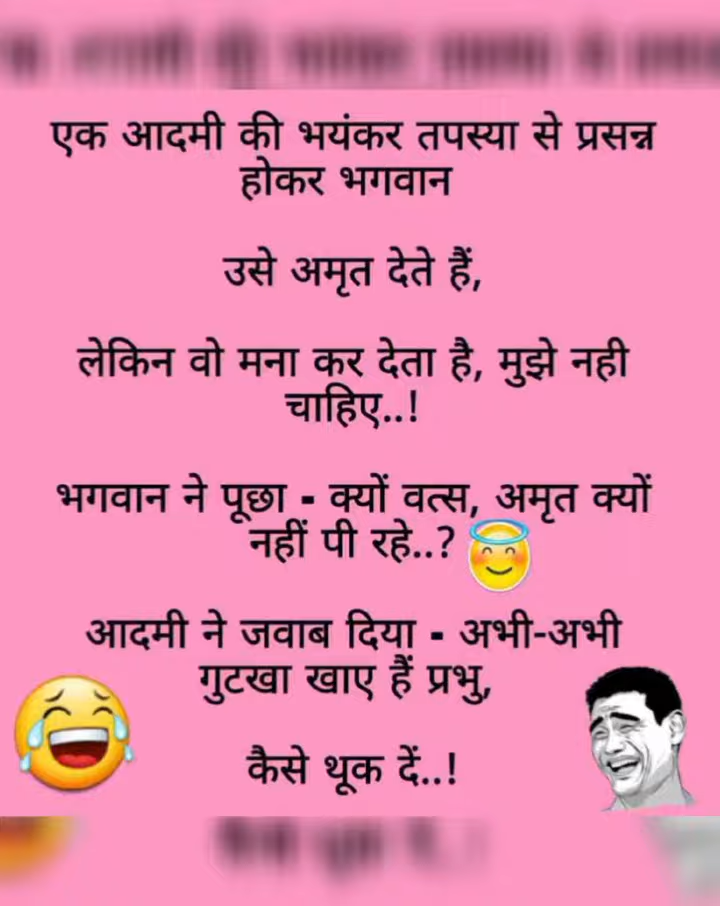 एक आदमी की भयंकर तपस्या से प्रसन्न
होकर भगवान
उसे अमृत देते हैं,
लेकिन वो मना कर देता है, मुझे नही
चाहिए..!
भगवान ने पूछा - क्यों वत्स, अमृत क्यों
नहीं पी रहे..?
आदमी ने जवाब दिया - अभी-अभी
गुटखा खाए हैं प्रभु,
कैसे थूक दें..!